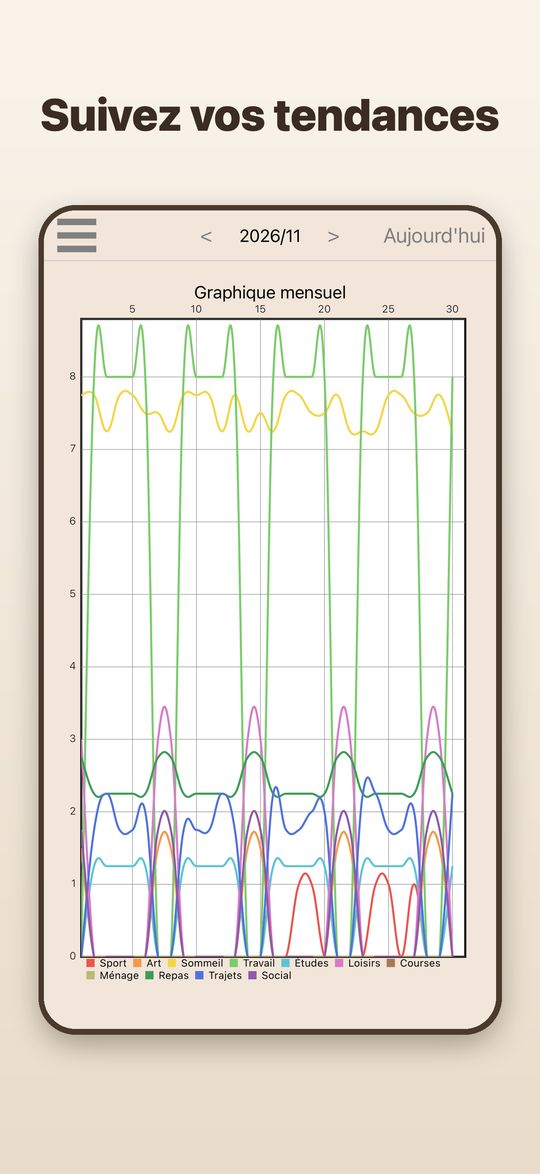 Suivez vos tendances
< 2026/11 > Aujourd'hui
Graphique mensuel
5 10 15 20 25 30
8
7
6
5
4
3
2
1
0
Sport Art Sommeil Travail Études Loisirs Courses
Ménage Repas Trajets Social